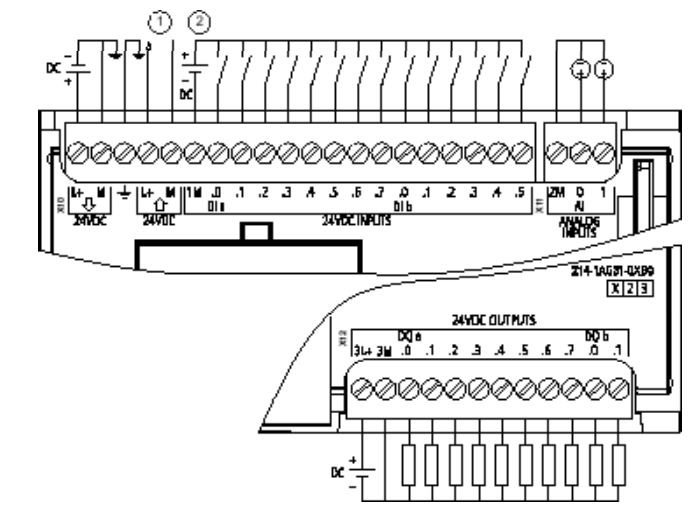 1 2
DC - + + - DC
L+ M L+ M 1M .0 .1 .2 .3 .4 .5 .6 .7 .0 .1 .2 .3 .4 .5 2M 0 1
X10 24VDC 24VDC DI a DI b X11 AI
24VDC INPUTS ANALOG
INPUTS
214-1AG31-0XB0
X 2 3
24VDC OUTPUTS
X12 DQ a DQ b
3L+ 3M .0 .1 .2 .3 .4 .5 .6 .7 .0 .1
DC + -